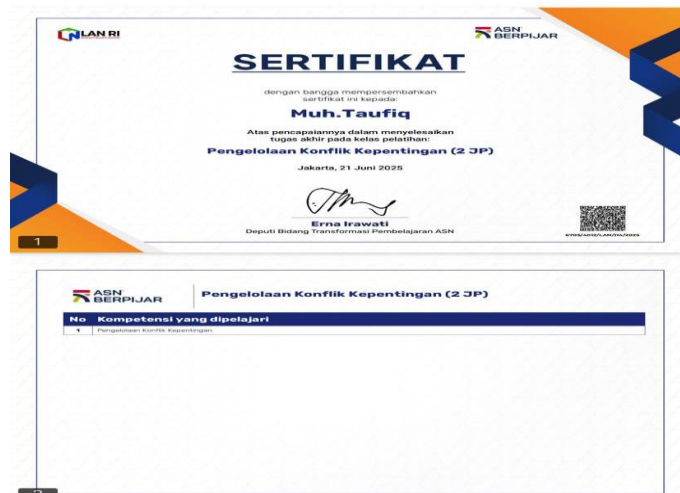 LAN RI
ASN
BERPIJAR
SERTIFIKAT
dengan bangga mempersembahkan
sertifikat ini kepada:
Muh.Taufiq
Atas pencapaiannya dalam menyelesaikan
tugas akhir pada kelas pelatihan:
Pengelolaan Konflik Kepentingan (2 JP)
Jakarta, 21 Juni 2025
Erna Irawati
Deputi Bidang Transformasi Pembelajaran ASN
1
ASN
BERPIJAR
Pengelolaan Konflik Kepentingan (2 JP)
No Kompetensi yang dipelajari
1 Pengelolaan Konflik Kepentingan
2